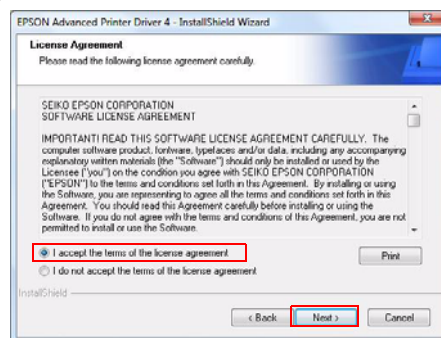 EPSON Advanced Printer Driver 4 - InstallShield Wizard
License Agreement
Please read the following license agreement carefully.
SEIKO EPSON CORPORATION
SOFTWARE LICENSE AGREEMENT
IMPORTANT! READ THIS SOFTWARE LICENSE AGREEMENT CAREFULLY. The
computer software product, fontware, typefaces and/or data, including any accompanying
explanatory written materials (the "Software") should only be installed or used by the
Licensee ("you") on the condition you agree with SEIKO EPSON CORPORATION
("EPSON") to the terms and conditions set forth in this Agreement. By installing or using
the Software, you are representing to agree all the terms and conditions set forth in this
Agreement. You should read this Agreement carefully before installing or using the
Software. If you do not agree with the terms and conditions of this Agreement, you are not
permitted to install or use the Software.
I accept the terms of the license agreement
Print
I do not accept the terms of the license agreement
InstallShield
< Back
Next >
Cancel